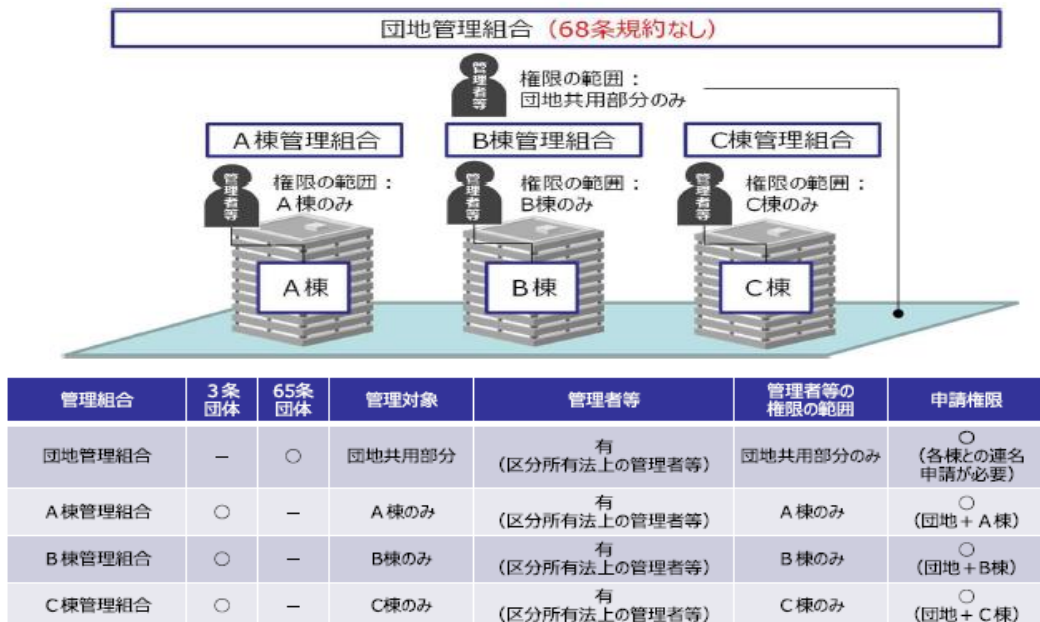 団地管理組合（68条規約なし）
管理者等
権限の範囲：
団地共用部分のみ
A棟管理組合
B棟管理組合
C棟管理組合
管理者等
権限の範囲：
A棟のみ
管理者等
権限の範囲：
B棟のみ
管理者等
権限の範囲：
C棟のみ
A棟
B棟
C棟
管理組合 3条団体 65条団体 管理対象 管理者等 管理者等の権限の範囲 申請権限
団地管理組合 － ○ 団地共用部分 有（区分所有法上の管理者等） 団地共用部分のみ ○（各棟との連名申請が必要）
A棟管理組合 ○ － A棟のみ 有（区分所有法上の管理者等） A棟のみ ○（団地＋A棟）
B棟管理組合 ○ － B棟のみ 有（区分所有法上の管理者等） B棟のみ ○（団地＋B棟）
C棟管理組合 ○ － C棟のみ 有（区分所有法上の管理者等） C棟のみ ○（団地＋C棟）